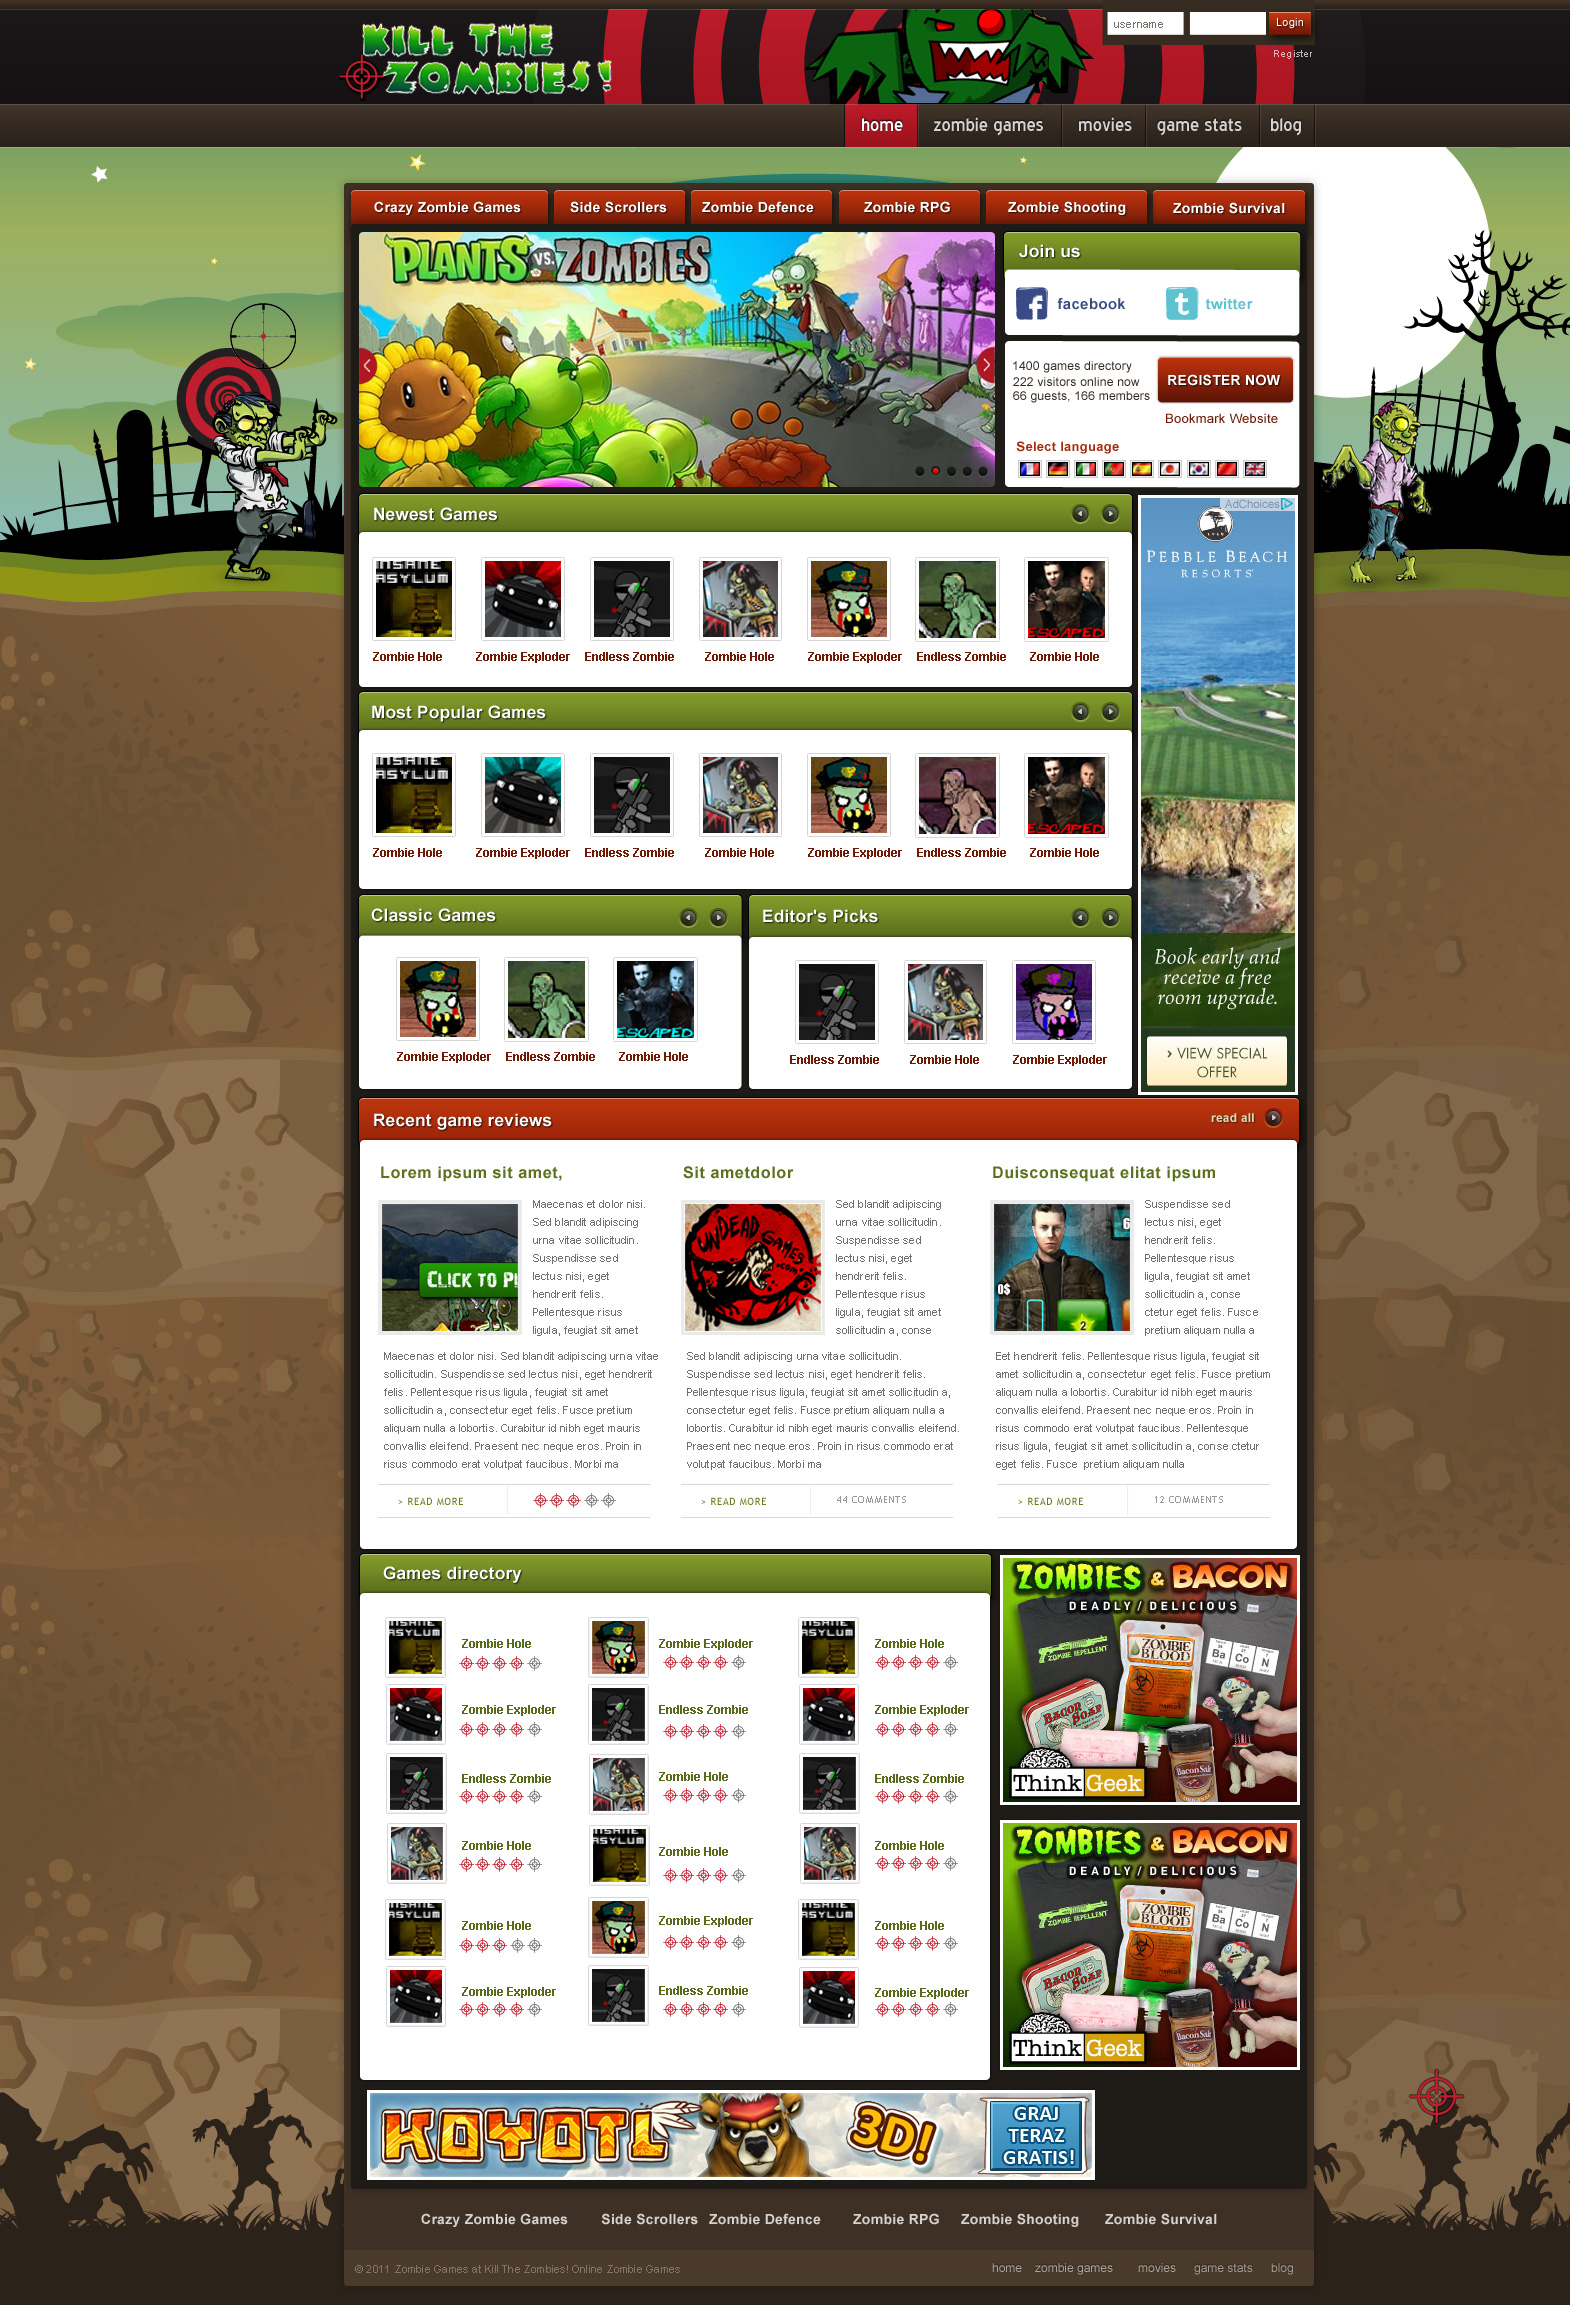 KILL THE
ZOMBIES!
username
Login
Register
home
zombie games
movies
game stats
blog
Crazy Zombie Games
Side Scrollers
Zombie Defence
Zombie RPG
Zombie Shooting
Zombie Survival
PLANTS VS. ZOMBIES
Join us
facebook
twitter
1400 games directory
222 visitors online now
66 guests, 166 members
REGISTER NOW
Bookmark Website
Select language
Newest Games
INSANE
ASYLUM
ESCAPED
Zombie Hole
Zombie Exploder
Endless Zombie
Zombie Hole
Zombie Exploder
Endless Zombie
Zombie Hole
AdChoices
PEBBLE BEACH
RESORTS
Most Popular Games
INSANE
ASYLUM
ESCAPED
Zombie Hole
Zombie Exploder
Endless Zombie
Zombie Hole
Zombie Exploder
Endless Zombie
Zombie Hole
Classic Games
ESCAPED
Zombie Exploder
Endless Zombie
Zombie Hole
Editor's Picks
Endless Zombie
Zombie Hole
Zombie Exploder
Book early and
receive a free
room upgrade.
› VIEW SPECIAL
OFFER
Recent game reviews
read all
Lorem ipsum sit amet,
CLICK TO PL
Maecenas et dolor nisi.
Sed blandit adipiscing
urna vitae sollicitudin.
Suspendisse sed
lectus nisi, eget
hendrerit felis.
Pellentesque risus
ligula, feugiat sit amet
Maecenas et dolor nisi. Sed blandit adipiscing urna vitae
sollicitudin. Suspendisse sed lectus nisi, eget hendrerit
felis. Pellentesque risus ligula, feugiat sit amet
sollicitudin a, consectetur eget felis. Fusce pretium
aliquam nulla a lobortis. Curabitur id nibh eget mauris
convallis eleifend. Praesent nec neque eros. Proin in
risus commodo erat volutpat faucibus. Morbi ma
> READ MORE
Sit ametdolor
UNDEAD GAMES
.com
Sed blandit adipiscing
urna vitae sollicitudin.
Suspendisse sed
lectus nisi, eget
hendrerit felis.
Pellentesque risus
ligula, feugiat sit amet
sollicitudin a, conse
Sed blandit adipiscing urna vitae sollicitudin.
Suspendisse sed lectus nisi, eget hendrerit felis.
Pellentesque risus ligula, feugiat sit amet sollicitudin a,
consectetur eget felis. Fusce pretium aliquam nulla a
lobortis. Curabitur id nibh eget mauris convallis eleifend.
Praesent nec neque eros. Proin in risus commodo erat
volutpat faucibus. Morbi ma
> READ MORE
44 COMMENTS
Duisconsequat elitat ipsum
6
0$
2
Suspendisse sed
lectus nisi, eget
hendrerit felis.
Pellentesque risus
ligula, feugiat sit amet
sollicitudin a, conse
ctetur eget felis. Fusce
pretium aliquam nulla a
Eet hendrerit felis. Pellentesque risus ligula, feugiat sit
amet sollicitudin a, consectetur eget felis. Fusce pretium
aliquam nulla a lobortis. Curabitur id nibh eget mauris
convallis eleifend. Praesent nec neque eros. Proin in
risus commodo erat volutpat faucibus. Pellentesque
risus ligula, feugiat sit amet sollicitudin a, conse ctetur
eget felis. Fusce pretium aliquam nulla
> READ MORE
12 COMMENTS
Games directory
Zombie Hole
Zombie Exploder
Zombie Hole
Zombie Exploder
Endless Zombie
Zombie Exploder
Endless Zombie
Zombie Hole
Endless Zombie
Zombie Hole
Zombie Hole
Zombie Hole
Zombie Hole
Zombie Exploder
Zombie Hole
Zombie Exploder
Endless Zombie
Zombie Exploder
ZOMBIES & BACON
DEADLY / DELICIOUS
ZOMBIE REPELLENT
ZOMBIE
BLOOD
Ba Co N
BACON
SOAP
BaconSalt
ThinkGeek
ZOMBIES & BACON
DEADLY / DELICIOUS
ZOMBIE REPELLENT
ZOMBIE
BLOOD
Ba Co N
BACON
SOAP
BaconSalt
ThinkGeek
KOYOTL 3D!
GRAJ
TERAZ
GRATIS!
Crazy Zombie Games
Side Scrollers
Zombie Defence
Zombie RPG
Zombie Shooting
Zombie Survival
© 2011 Zombie Games at Kill The Zombies! Online Zombie Games
home
zombie games
movies
game stats
blog